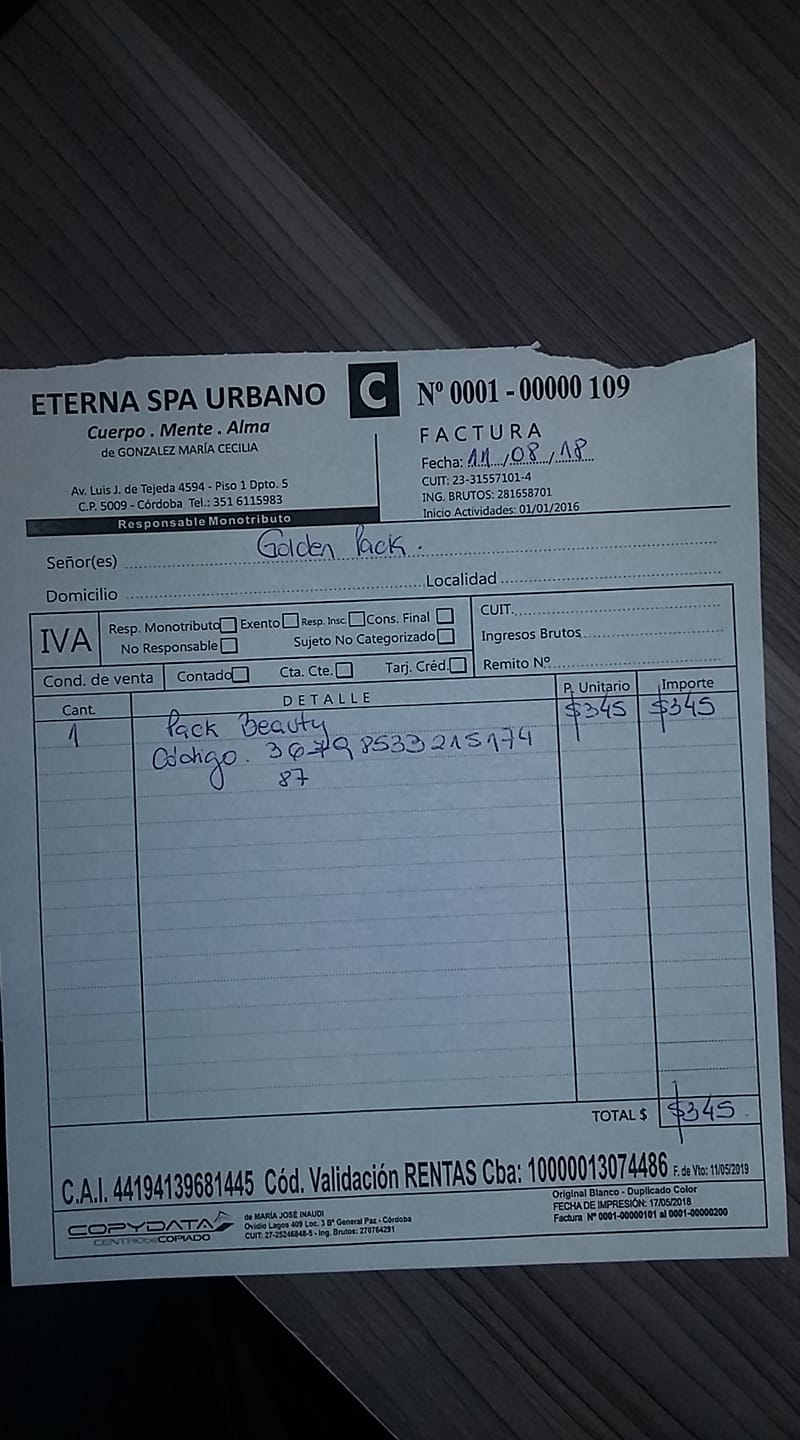 ETERNA SPA URBANO C Nº 0001 - 00000 109
Cuerpo . Mente . Alma
de GONZALEZ MARÍA CECILIA
FACTURA
Fecha: 11/08/18
CUIT: 23-31557101-4
ING. BRUTOS: 281658701
Inicio Actividades: 01/01/2016
Av. Luis J. de Tejeda 4594 - Piso 1 Dpto. 5
C.P. 5009 - Córdoba Tel.: 351 6115983
Responsable Monotributo
Señor(es) Golden Pack.
Domicilio Localidad
IVA Resp. Monotributo Exento Resp. Insc. Cons. Final
No Responsable Sujeto No Categorizado
CUIT.
Ingresos Brutos
Cond. de venta Contado Cta. Cte. Tarj. Créd. Remito Nº
Cant. DETALLE P. Unitario Importe
1 Pack Beauty $345 $345
36798533215174
87
TOTAL $ $345.
C.A.I. 44194139681445 Cód. Validación RENTAS Cba: 10000013074486 F. de Vto: 11/05/2019
COPYDATA
CENTRO DE COPIADO
de MARÍA JOSÉ INAUDI
Ovidio Lagos 409 Loc. 3 Bº General Paz - Córdoba
CUIT: 27-25246848-5 - Ing. Brutos: 270764291
Original Blanco - Duplicado Color
FECHA DE IMPRESIÓN: 17/05/2018
Factura Nº 0001-00000101 al 0001-00000200